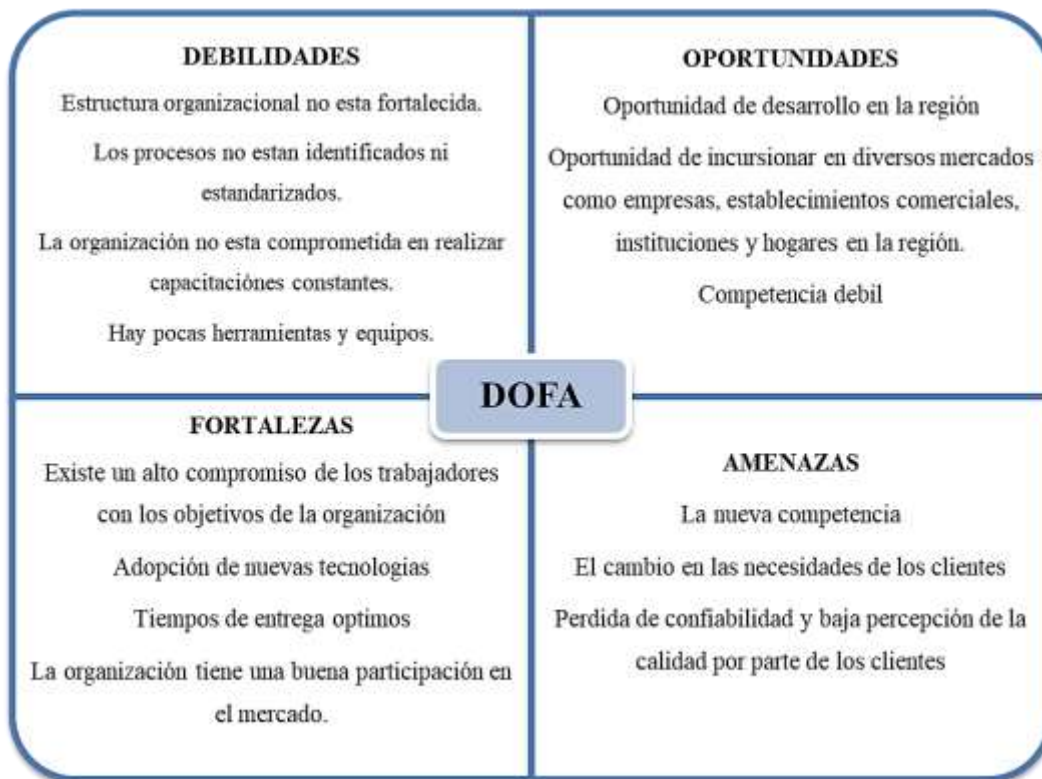 DEBILIDADES
Estructura organizacional no esta fortalecida.
Los procesos no estan identificados ni
estandarizados.
La organización no esta comprometida en realizar
capacitaciónes constantes.
Hay pocas herramientas y equipos.
OPORTUNIDADES
Oportunidad de desarrollo en la región
Oportunidad de incursionar en diversos mercados
como empresas, establecimientos comerciales,
instituciones y hogares en la región.
Competencia debil
DOFA
FORTALEZAS
Existe un alto compromiso de los trabajadores
con los objetivos de la organización
Adopción de nuevas tecnologias
Tiempos de entrega optimos
La organización tiene una buena participación en
el mercado.
AMENAZAS
La nueva competencia
El cambio en las necesidades de los clientes
Perdida de confiabilidad y baja percepción de la
calidad por parte de los clientes